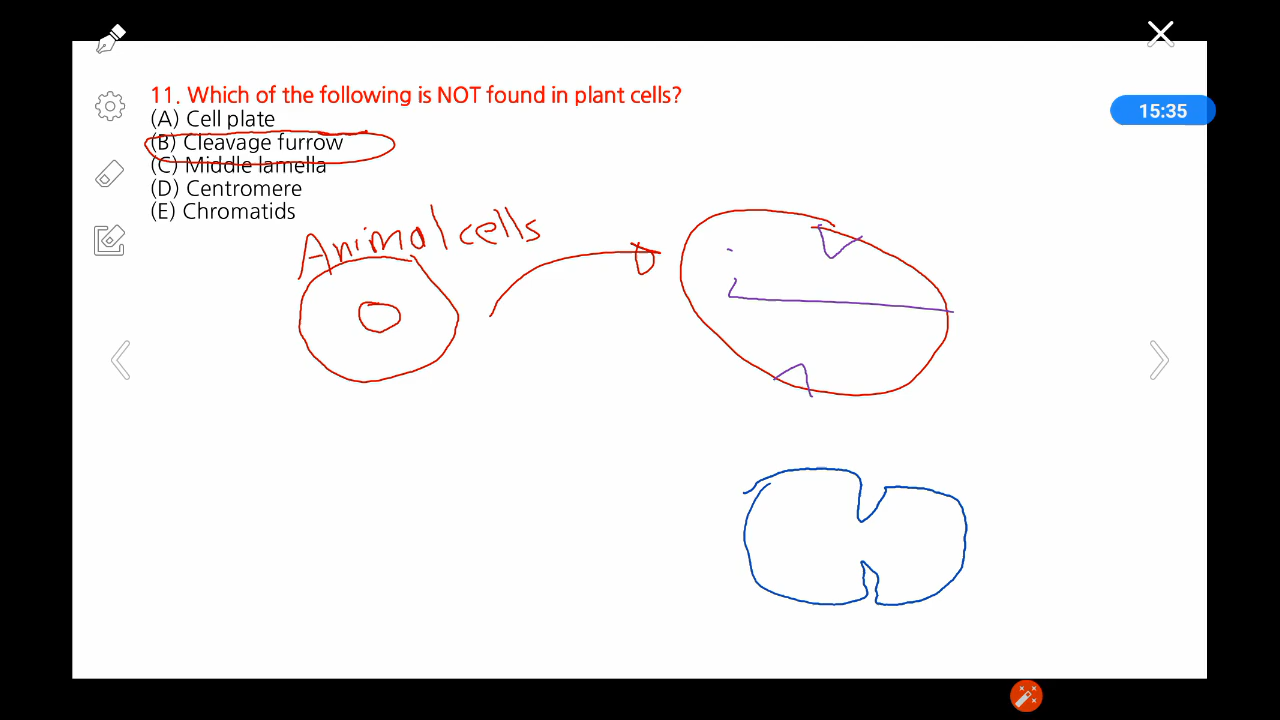 15:35
11. Which of the following is NOT found in plant cells?
(A) Cell plate
(B) Cleavage furrow
(C) Middle lamella
(D) Centromere
(E) Chromatids
Animal cells